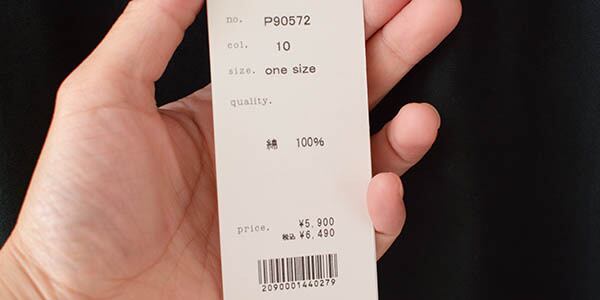 no. P90572
col. 10
size. one size
quality.
綿 100%
price. ¥5,900
税込 ¥6,490
2090001440279